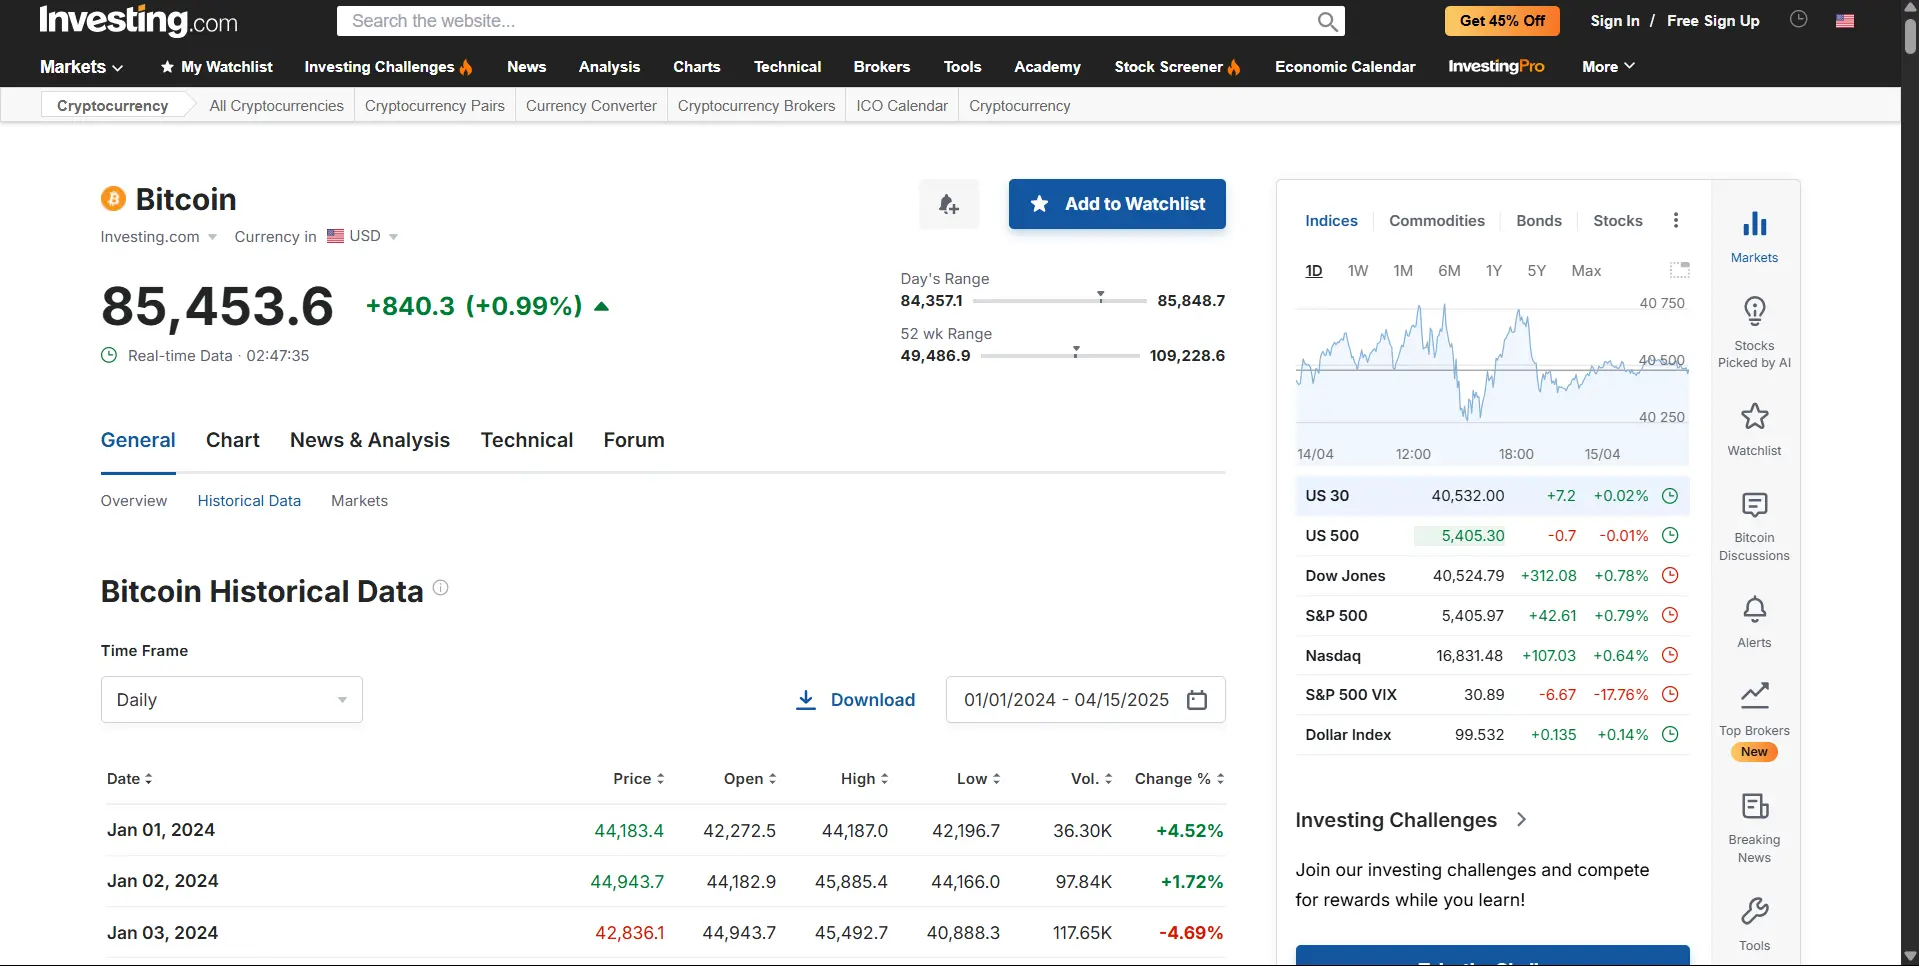 Investing.com
Search the website...
Get 45% Off
Sign In / Free Sign Up
Markets
My Watchlist
Investing Challenges
News
Analysis
Charts
Technical
Brokers
Tools
Academy
Stock Screener
Economic Calendar
InvestingPro
More
Cryptocurrency
All Cryptocurrencies
Cryptocurrency Pairs
Currency Converter
Cryptocurrency Brokers
ICO Calendar
Cryptocurrency
Bitcoin
Investing.com
Currency in USD
Add to Watchlist
85,453.6 +840.3 (+0.99%)
Real-time Data · 02:47:35
Day's Range
84,357.1 85,848.7
52 wk Range
49,486.9 109,228.6
General Chart News & Analysis Technical Forum
Overview Historical Data Markets
Bitcoin Historical Data
Time Frame
Daily
Download
01/01/2024 - 04/15/2025
Date Price Open High Low Vol. Change %
Jan 01, 2024 44,183.4 42,272.5 44,187.0 42,196.7 36.30K +4.52%
Jan 02, 2024 44,943.7 44,182.9 45,885.4 44,166.0 97.84K +1.72%
Jan 03, 2024 42,836.1 44,943.7 45,492.7 40,888.3 117.65K -4.69%
Indices Commodities Bonds Stocks
1D 1W 1M 6M 1Y 5Y Max
40 750
40 500
40 250
14/04 12:00 18:00 15/04
US 30 40,532.00 +7.2 +0.02%
US 500 5,405.30 -0.7 -0.01%
Dow Jones 40,524.79 +312.08 +0.78%
S&P 500 5,405.97 +42.61 +0.79%
Nasdaq 16,831.48 +107.03 +0.64%
S&P 500 VIX 30.89 -6.67 -17.76%
Dollar Index 99.532 +0.135 +0.14%
Investing Challenges
Join our investing challenges and compete
for rewards while you learn!
Markets
Stocks
Picked by AI
Watchlist
Bitcoin
Discussions
Alerts
Top Brokers
New
Breaking
News
Tools